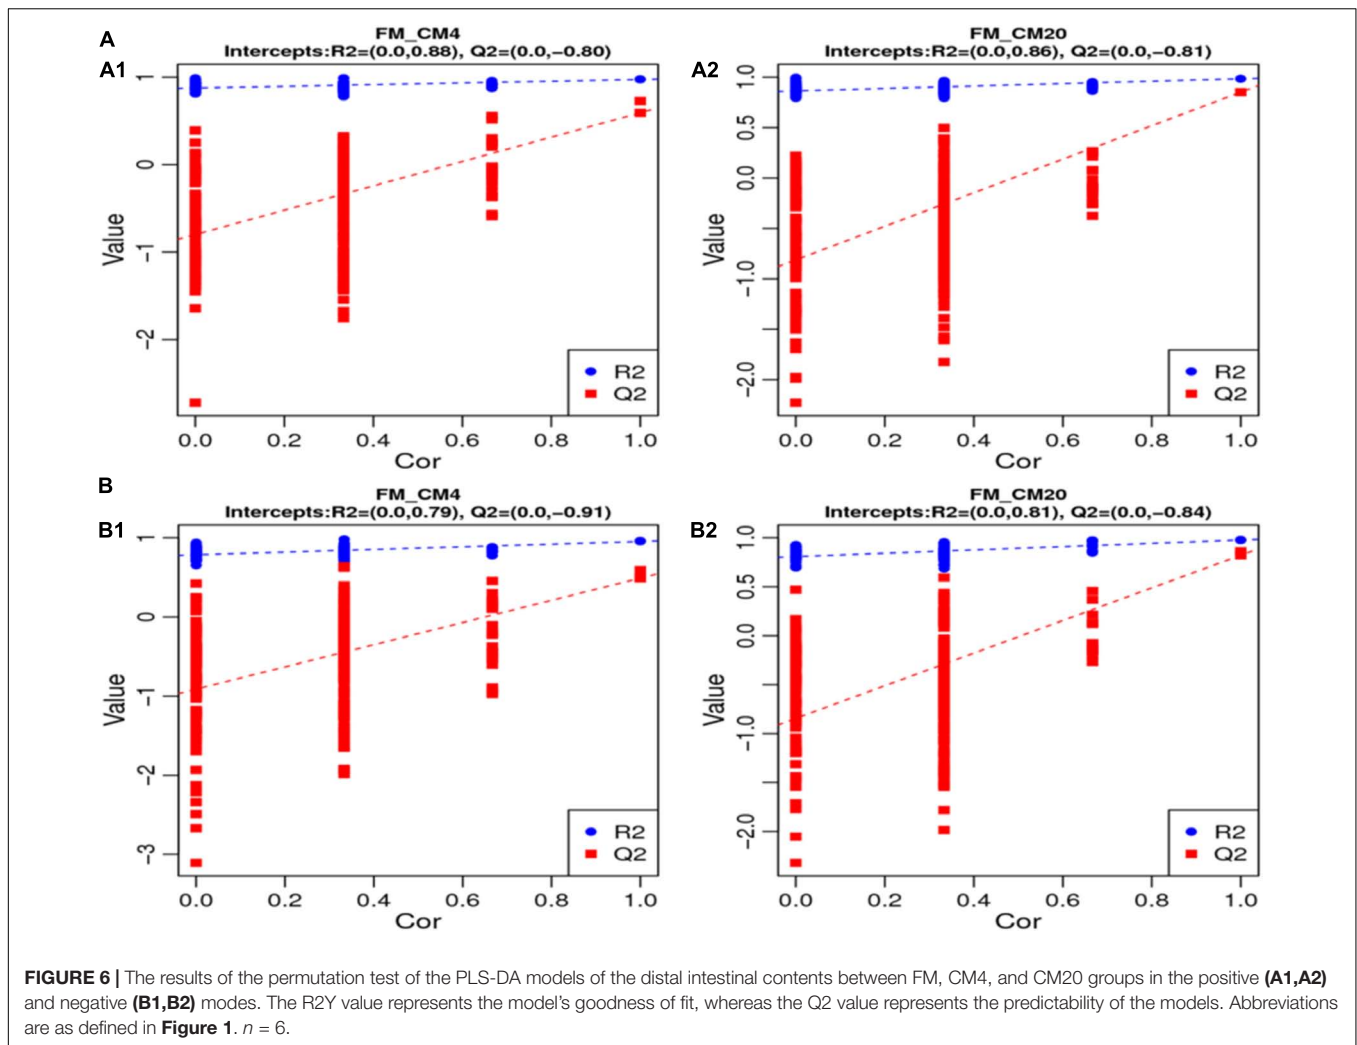 A
FM_CM4
Intercepts:R2=(0.0,0.88), Q2=(0.0,−0.80)
A1
1
0
-1
-2
Value
R2
Q2
0.0 0.2 0.4 0.6 0.8 1.0
Cor
FM_CM20
Intercepts:R2=(0.0,0.86), Q2=(0.0,−0.81)
A2
1.0
0.5
0.0
-1.0
-2.0
Value
R2
Q2
0.0 0.2 0.4 0.6 0.8 1.0
Cor
B
FM_CM4
Intercepts:R2=(0.0,0.79), Q2=(0.0,−0.91)
B1
1
0
-1
-2
-3
Value
R2
Q2
0.0 0.2 0.4 0.6 0.8 1.0
Cor
FM_CM20
Intercepts:R2=(0.0,0.81), Q2=(0.0,−0.84)
B2
1.0
0.5
0.0
-1.0
-2.0
Value
R2
Q2
0.0 0.2 0.4 0.6 0.8 1.0
Cor
FIGURE 6 | The results of the permutation test of the PLS-DA models of the distal intestinal contents between FM, CM4, and CM20 groups in the positive (A1,A2)
and negative (B1,B2) modes. The R2Y value represents the model's goodness of fit, whereas the Q2 value represents the predictability of the models. Abbreviations
are as defined in Figure 1. n = 6.